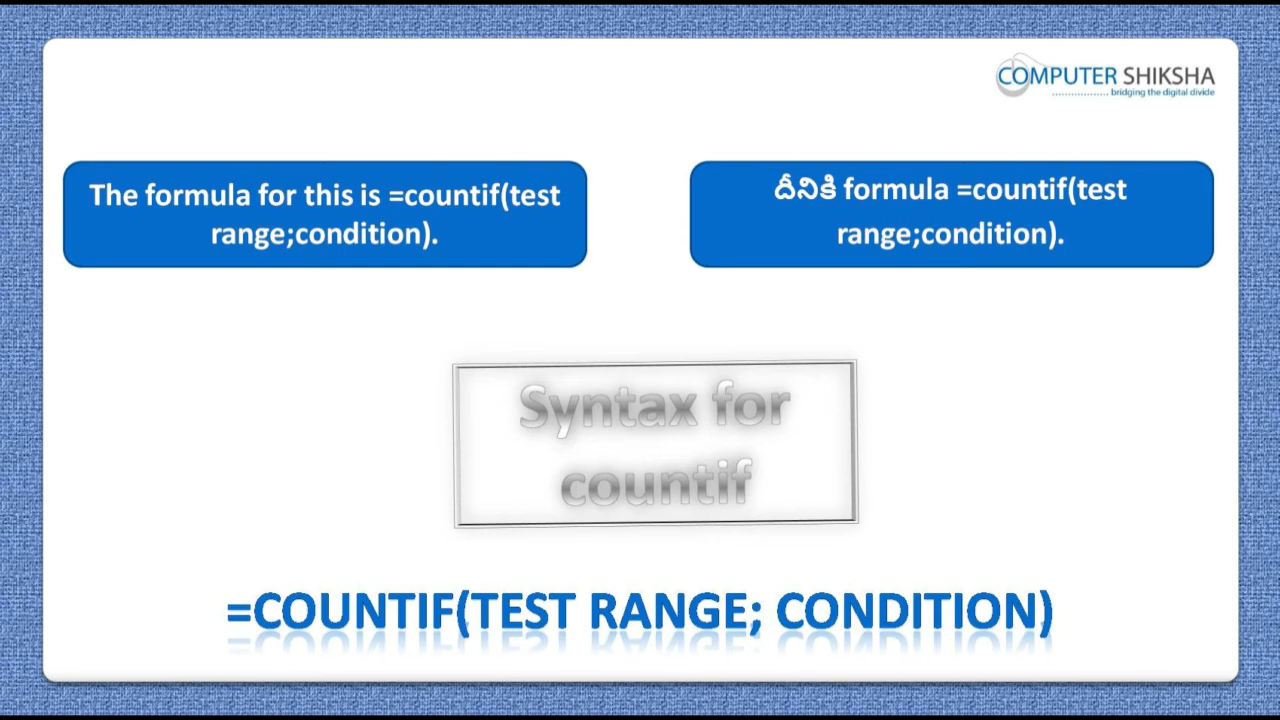 COMPUTER SHIKSHA
bridging the digital divide
The formula for this is =countif(test
range;condition).
దీనికి formula =countif(test
range;condition).
Syntax for
countif
=COUNTIF(TEST RANGE; CONDITION)